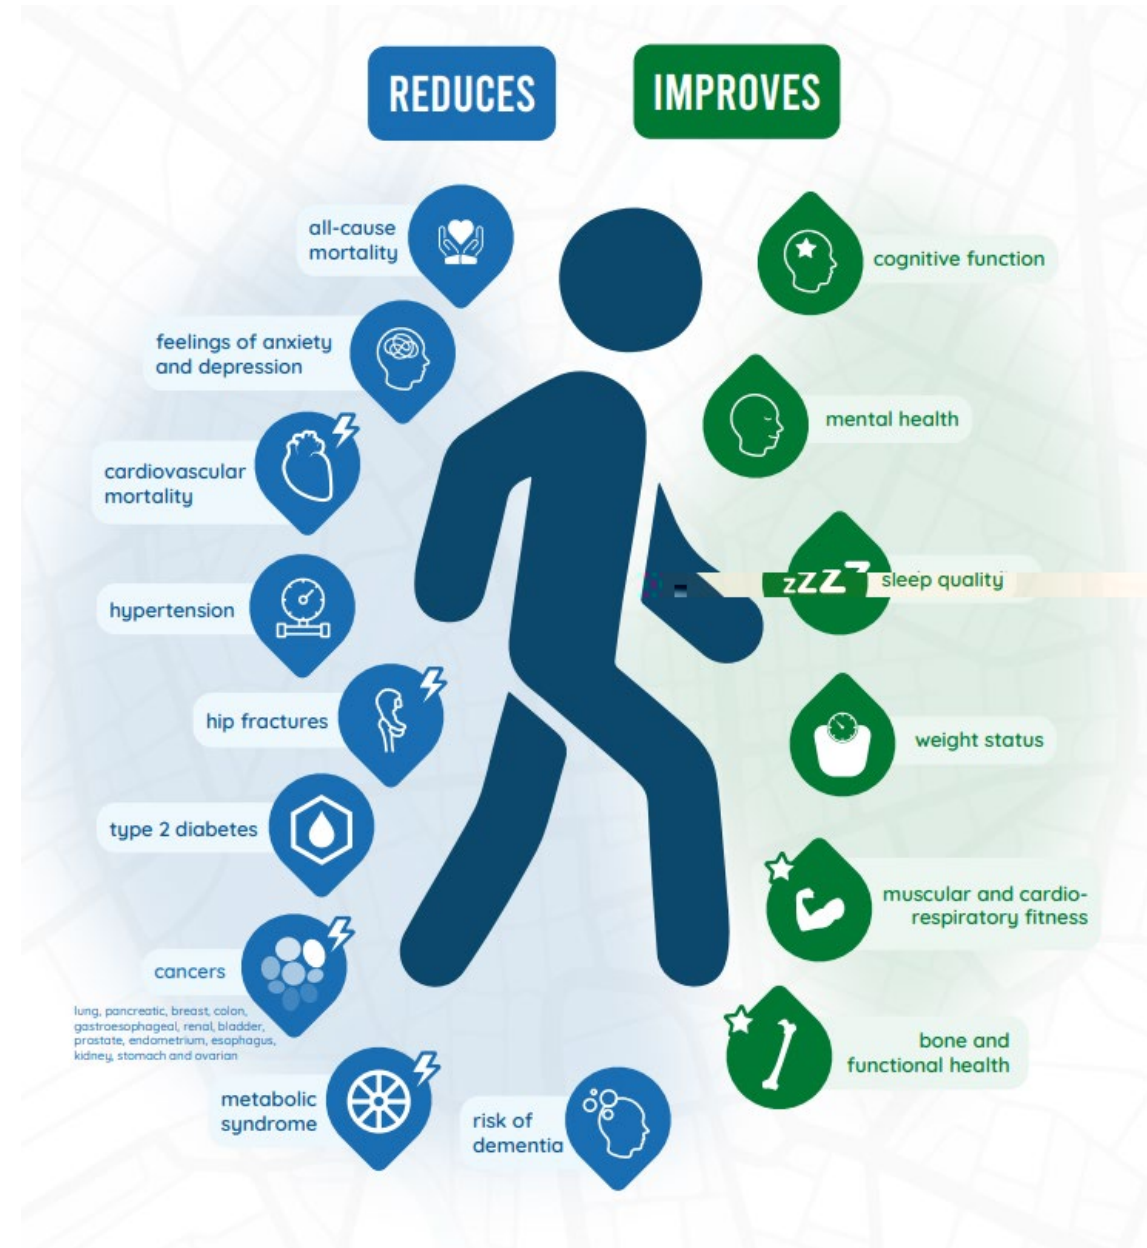 REDUCES
IMPROVES
all-cause
mortality
feelings of anxiety
and depression
cardiovascular
mortality
hypertension
hip fractures
type 2 diabetes
cancers
lung, pancreatic, breast, colon,
gastroesophageal, renal, bladder,
prostate, endometrium, esophagus,
kidney, stomach and ovarian
metabolic
syndrome
risk of
dementia
cognitive function
mental health
zZZZ
sleep quality
weight status
muscular and cardio-
respiratory fitness
bone and
functional health